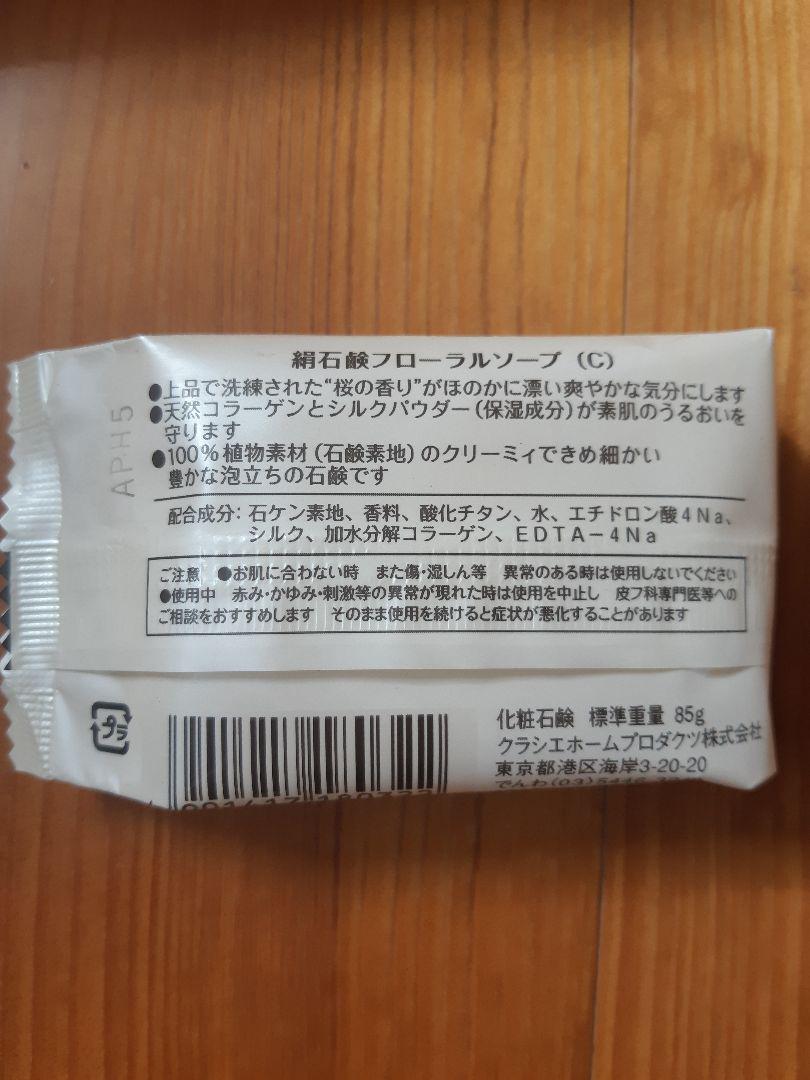 絹石鹸フローラルソープ（C）
●上品で洗練された“桜の香り”がほのかに漂い爽やかな気分にします
●天然コラーゲンとシルクパウダー（保湿成分）が素肌のうるおいを
守ります
●100％植物素材（石鹸素地）のクリーミィできめ細かい
豊かな泡立ちの石鹸です
配合成分：石ケン素地、香料、酸化チタン、水、エチドロン酸4Na、
シルク、加水分解コラーゲン、EDTA－4Na
ご注意　●お肌に合わない時　また傷・湿しん等　異常のある時は使用しないでください
●使用中　赤み・かゆみ・刺激等の異常が現れた時は使用を中止し　皮フ科専門医等への
ご相談をおすすめします　そのまま使用を続けると症状が悪化することがあります
APH5
プラ
化粧石鹸　標準重量 85g
クラシエホームプロダクツ株式会社
東京都港区海岸3-20-20
でんわ(03)5446-